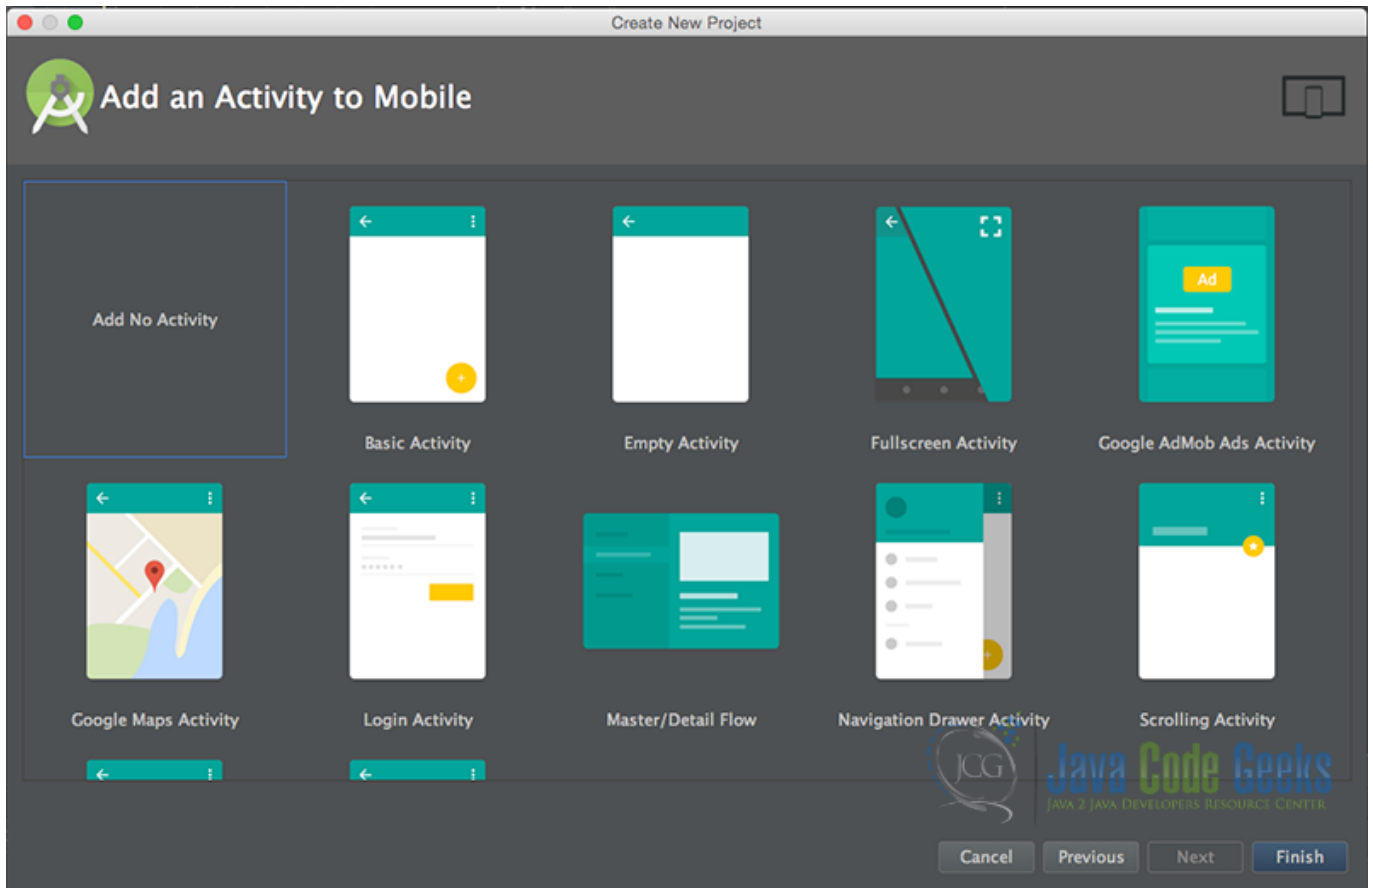 Create New Project
Add an Activity to Mobile
Add No Activity
Ad
Basic Activity
Empty Activity
Fullscreen Activity
Google AdMob Ads Activity
Google Maps Activity
Login Activity
Master/Detail Flow
Navigation Drawer Activity
Scrolling Activity
JCG
Java Code Geeks
JAVA 2 JAVA DEVELOPERS RESOURCE CENTER
Cancel
Previous
Next
Finish